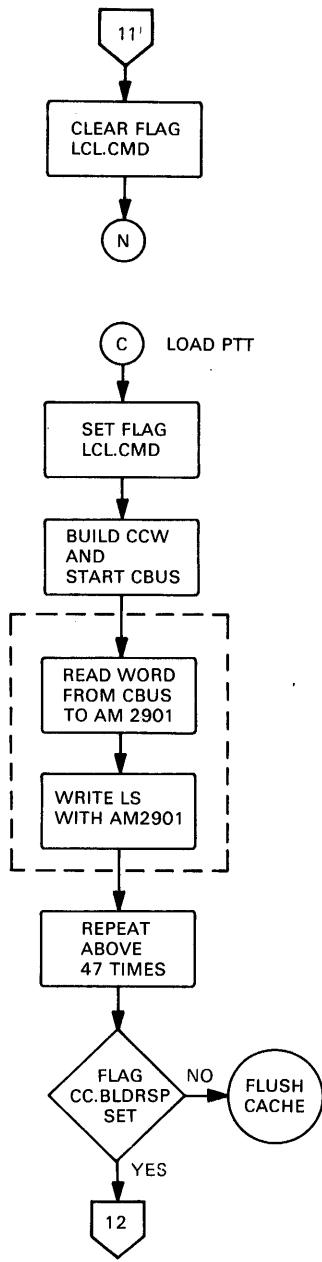 11'
CLEAR FLAG
LCL.CMD
N
C LOAD PTT
SET FLAG
LCL.CMD
BUILD CCW
AND
START CBUS
READ WORD
FROM CBUS
TO AM 2901
WRITE LS
WITH AM2901
REPEAT
ABOVE
47 TIMES
FLAG
CC.BLDRSP
SET
NO
FLUSH
CACHE
YES
12